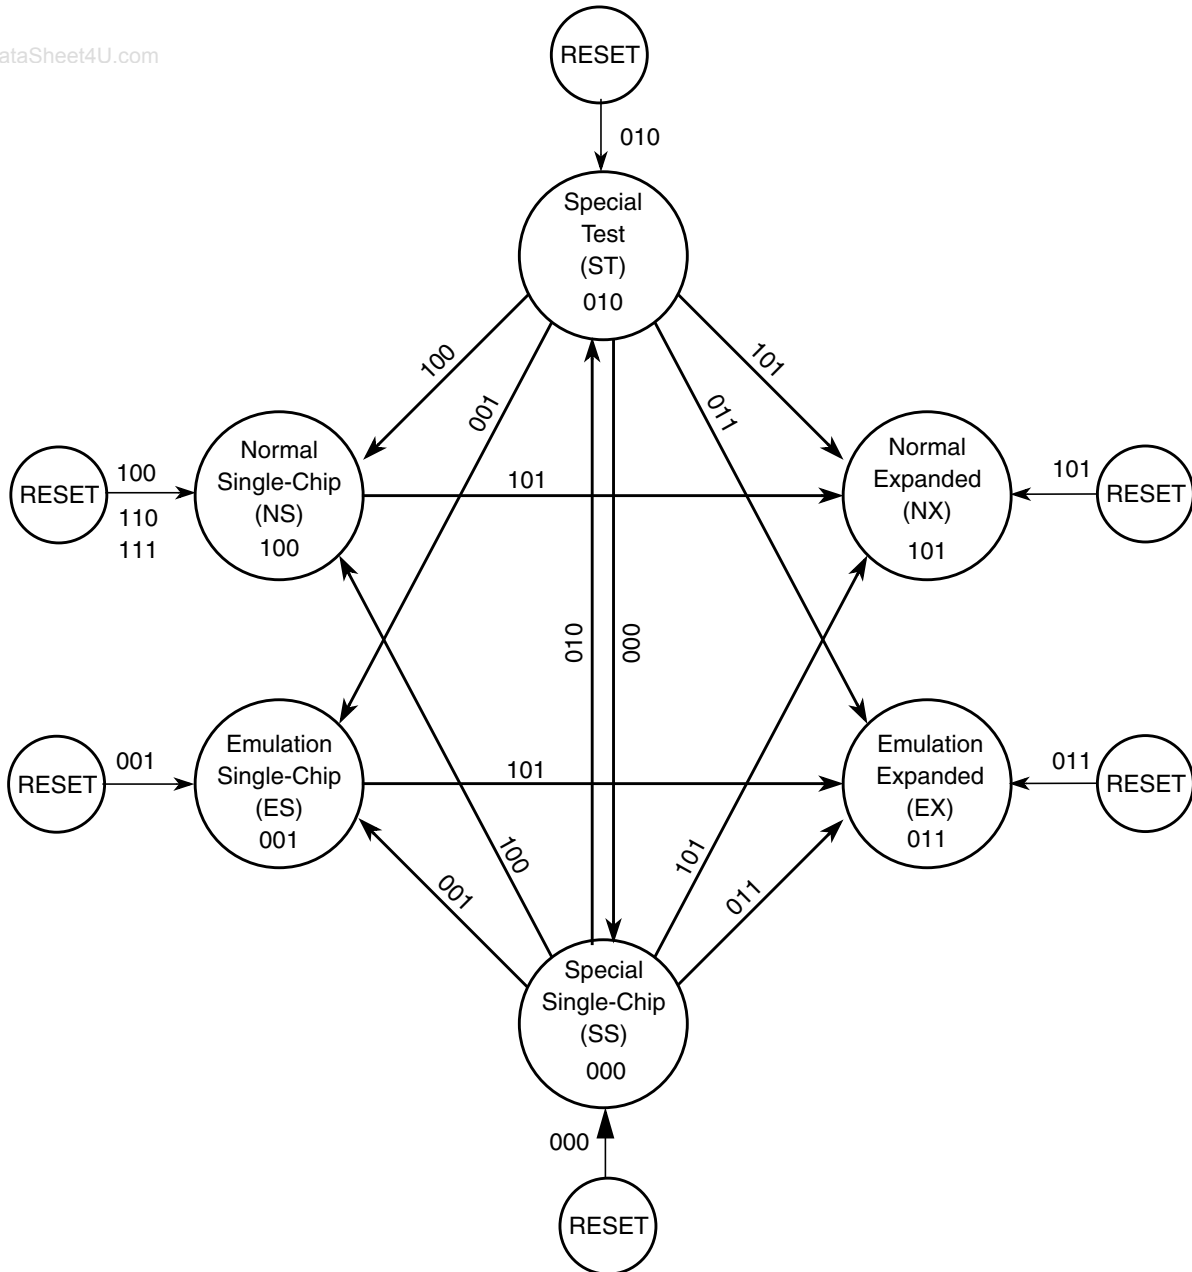 ataSheet4U.com
RESET
010
Special
Test
(ST)
010
100
001
101
011
Normal
Single-Chip
(NS)
100
Normal
Expanded
(NX)
101
RESET
100
110
111
101
101
RESET
010
000
Emulation
Single-Chip
(ES)
001
Emulation
Expanded
(EX)
011
RESET
001
101
011
RESET
001
100
101
011
Special
Single-Chip
(SS)
000
000
RESET